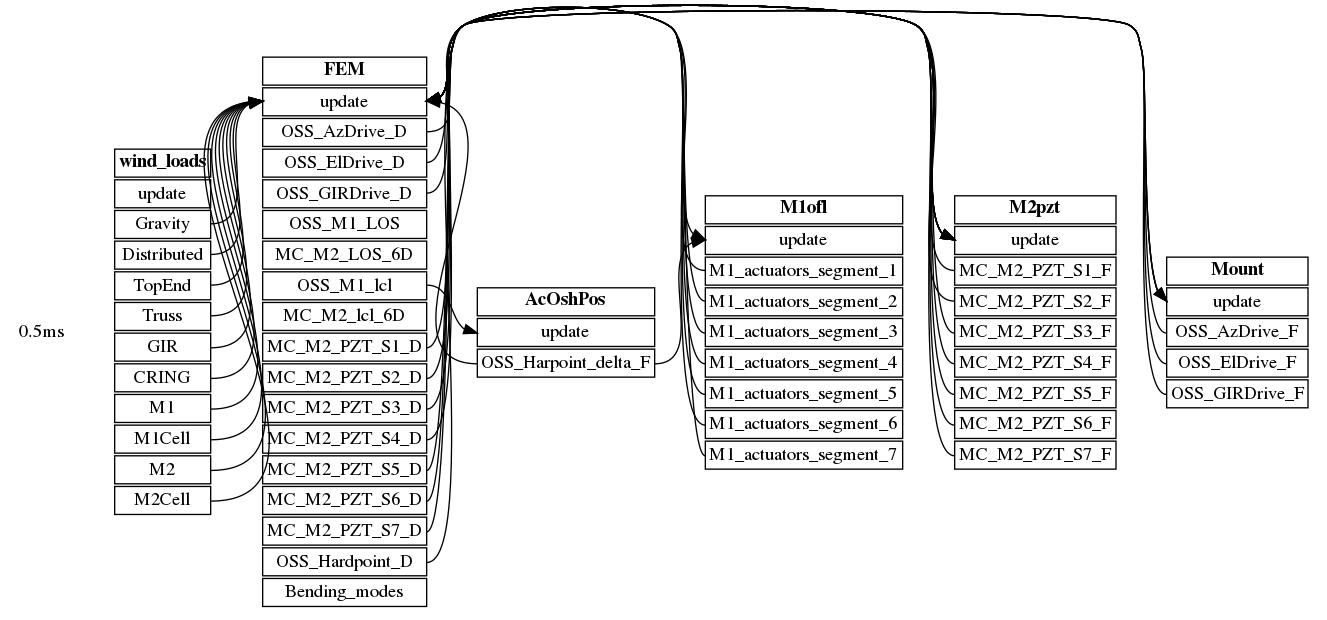 0.5ms
wind_loads
update
Gravity
Distributed
TopEnd
Truss
GIR
CRING
M1
M1Cell
M2
M2Cell
FEM
update
OSS_AzDrive_D
OSS_ElDrive_D
OSS_GIRDrive_D
OSS_M1_LOS
MC_M2_LOS_6D
OSS_M1_lcl
MC_M2_lcl_6D
MC_M2_PZT_S1_D
MC_M2_PZT_S2_D
MC_M2_PZT_S3_D
MC_M2_PZT_S4_D
MC_M2_PZT_S5_D
MC_M2_PZT_S6_D
MC_M2_PZT_S7_D
OSS_Hardpoint_D
Bending_modes
AcOshPos
update
OSS_Harpoint_delta_F
M1ofl
update
M1_actuators_segment_1
M1_actuators_segment_2
M1_actuators_segment_3
M1_actuators_segment_4
M1_actuators_segment_5
M1_actuators_segment_6
M1_actuators_segment_7
M2pzt
update
MC_M2_PZT_S1_F
MC_M2_PZT_S2_F
MC_M2_PZT_S3_F
MC_M2_PZT_S4_F
MC_M2_PZT_S5_F
MC_M2_PZT_S6_F
MC_M2_PZT_S7_F
Mount
update
OSS_AzDrive_F
OSS_ElDrive_F
OSS_GIRDrive_F